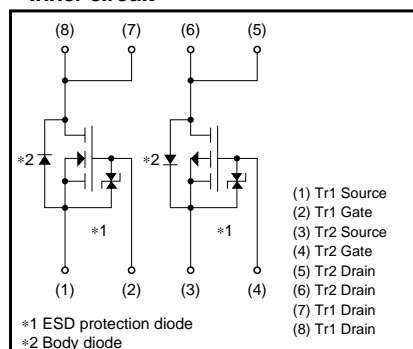 (8) (7) (6) (5)
∗2 ∗2
∗1 ∗1
(1) (2) (3) (4)
(1) Tr1 Source
(2) Tr1 Gate
(3) Tr2 Source
(4) Tr2 Gate
(5) Tr2 Drain
(6) Tr2 Drain
(7) Tr1 Drain
(8) Tr1 Drain
∗1 ESD protection diode
∗2 Body diode